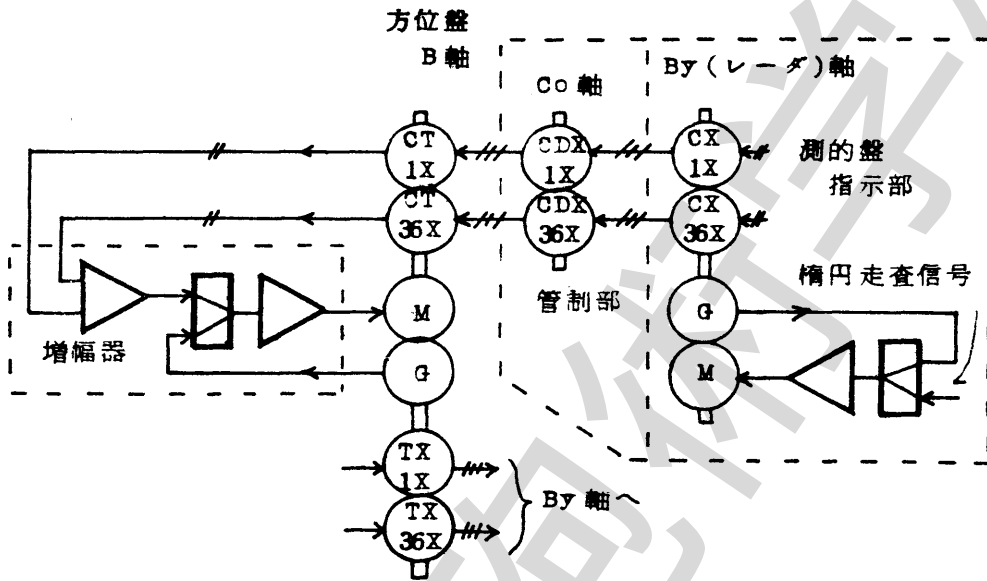 方位盤
B軸
Co軸
By(レーダ)軸
CT
1X
CDX
1X
CX
1X
測的盤
指示部
CT
36X
CDX
36X
CX
36X
楕円走査信号
管制部
増幅器
M
G
G
M
TX
1X
TX
36X
By軸へ